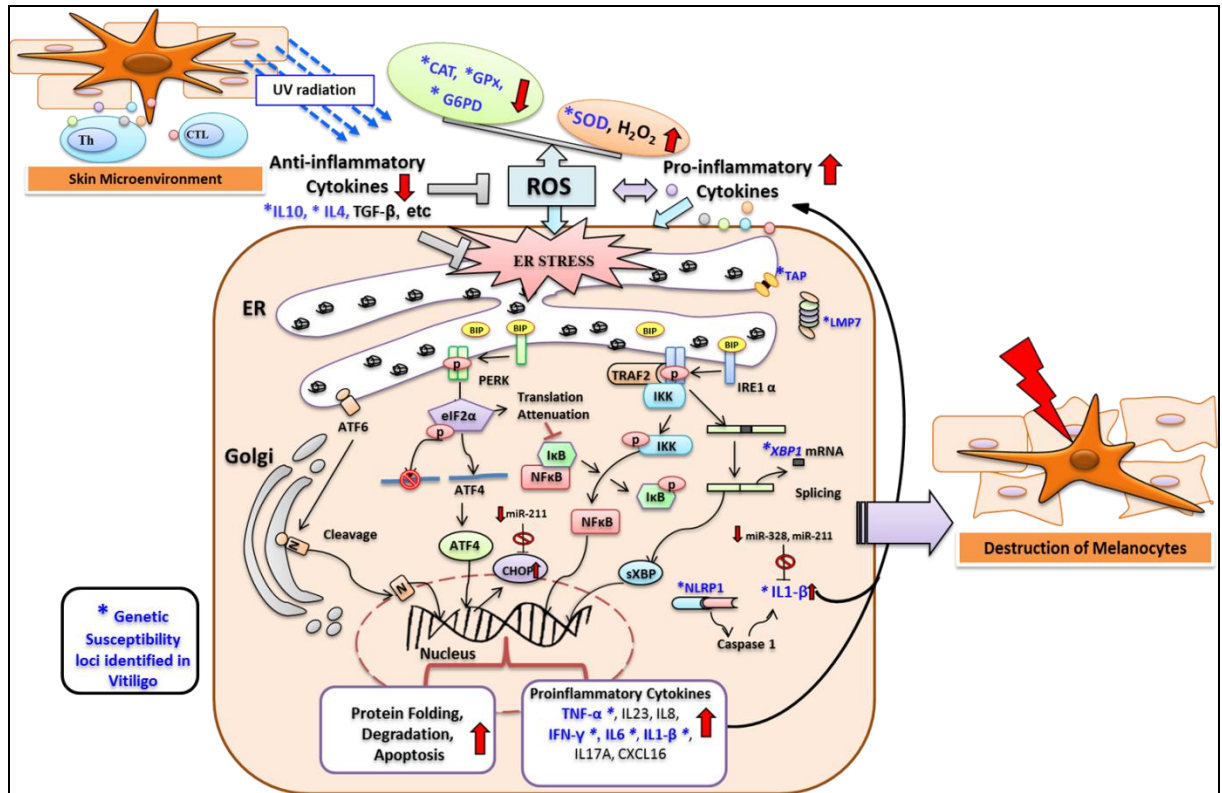 UV radiation
Th
CTL
Skin Microenvironment
*CAT, *GPx,
* G6PD
*SOD, H₂O₂
Anti-inflammatory
Cytokines
*IL10, * IL4, TGF-β, etc
ROS
Pro-inflammatory
Cytokines
ER STRESS
ER
*TAP
*LMP7
BIP
BIP
BIP
BIP
p
PERK
TRAF2
p
IKK
IRE1 α
ATF6
eIF2α
p
Translation
Attenuation
IκB
NFκB
p
IKK
p
IκB
*XBP1 mRNA
Splicing
Golgi
ATF4
Cleavage
N
miR-211
NFκB
ATF4
CHOP
sXBP
miR-328, miR-211
*NLRP1
* IL1-β
Caspase 1
N
Nucleus
Destruction of Melanocytes
* Genetic
Susceptibility
loci identified in
Vitiligo
Protein Folding,
Degradation,
Apoptosis
Proinflammatory Cytokines
TNF-α *, IL23, IL8,
IFN-γ *, IL6 *, IL1-β *,
IL17A, CXCL16